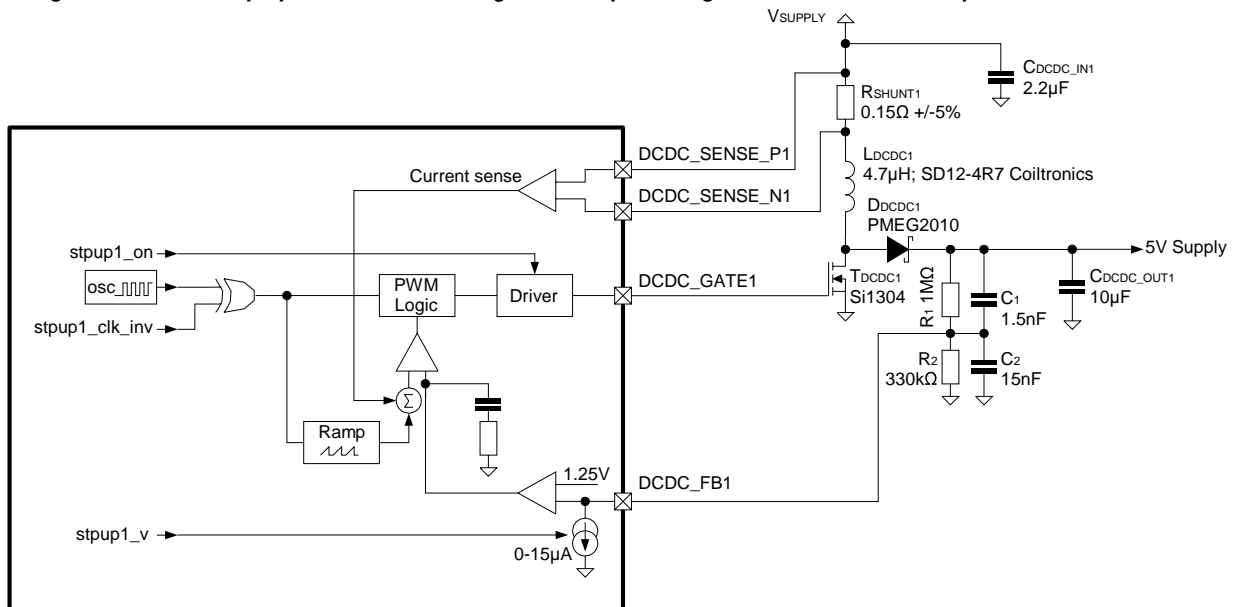 VSUPPLY
CDCDC_IN1
2.2µF
RSHUNT1
0.15Ω +/-5%
DCDC_SENSE_P1
LDCDC1
4.7µH; SD12-4R7 Coiltronics
Current sense
DCDC_SENSE_N1
DDCDC1
PMEG2010
stpup1_on
5V Supply
osc
PWM
Logic
Driver
DCDC_GATE1
TDCDC1
Si1304
R1 1MΩ
C1
1.5nF
CDCDC_OUT1
10µF
stpup1_clk_inv
R2
330kΩ
C2
15nF
Σ
Ramp
1.25V
DCDC_FB1
stpup1_v
0-15µA